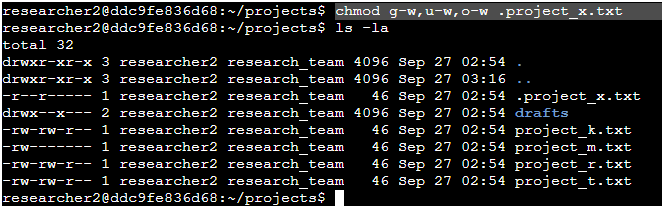 researcher2@ddc9fe836d68:~/projects$ chmod g-w,u-w,o-w .project_x.txt
researcher2@ddc9fe836d68:~/projects$ ls -la
total 32
drwxr-xr-x 3 researcher2 research_team 4096 Sep 27 02:54 .
drwxr-xr-x 3 researcher2 research_team 4096 Sep 27 03:16 ..
-r--r----- 1 researcher2 research_team   46 Sep 27 02:54 .project_x.txt
drwx--x--- 2 researcher2 research_team 4096 Sep 27 02:54 drafts
-rw-rw-r-- 1 researcher2 research_team   46 Sep 27 02:54 project_k.txt
-rw------- 1 researcher2 research_team   46 Sep 27 02:54 project_m.txt
-rw-rw-r-- 1 researcher2 research_team   46 Sep 27 02:54 project_r.txt
-rw-rw-r-- 1 researcher2 research_team   46 Sep 27 02:54 project_t.txt
researcher2@ddc9fe836d68:~/projects$